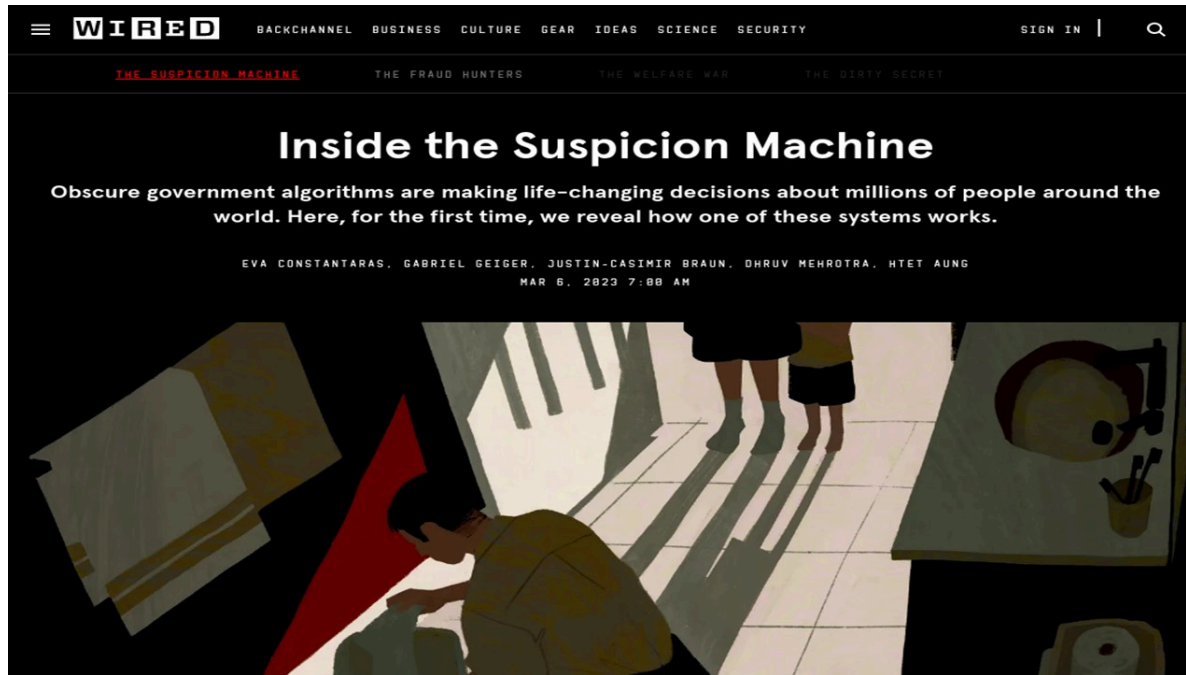 WIRED BACKCHANNEL BUSINESS CULTURE GEAR IDEAS SCIENCE SECURITY SIGN IN
THE SUSPICION MACHINE THE FRAUD HUNTERS THE WELFARE WAR THE DIRTY SECRET
Inside the Suspicion Machine
Obscure government algorithms are making life-changing decisions about millions of people around the
world. Here, for the first time, we reveal how one of these systems works.
EVA CONSTANTARAS, GABRIEL GEIGER, JUSTIN-CASIMIR BRAUN, DHRUV MEHROTRA, HTET AUNG
MAR 6, 2023 7:00 AM